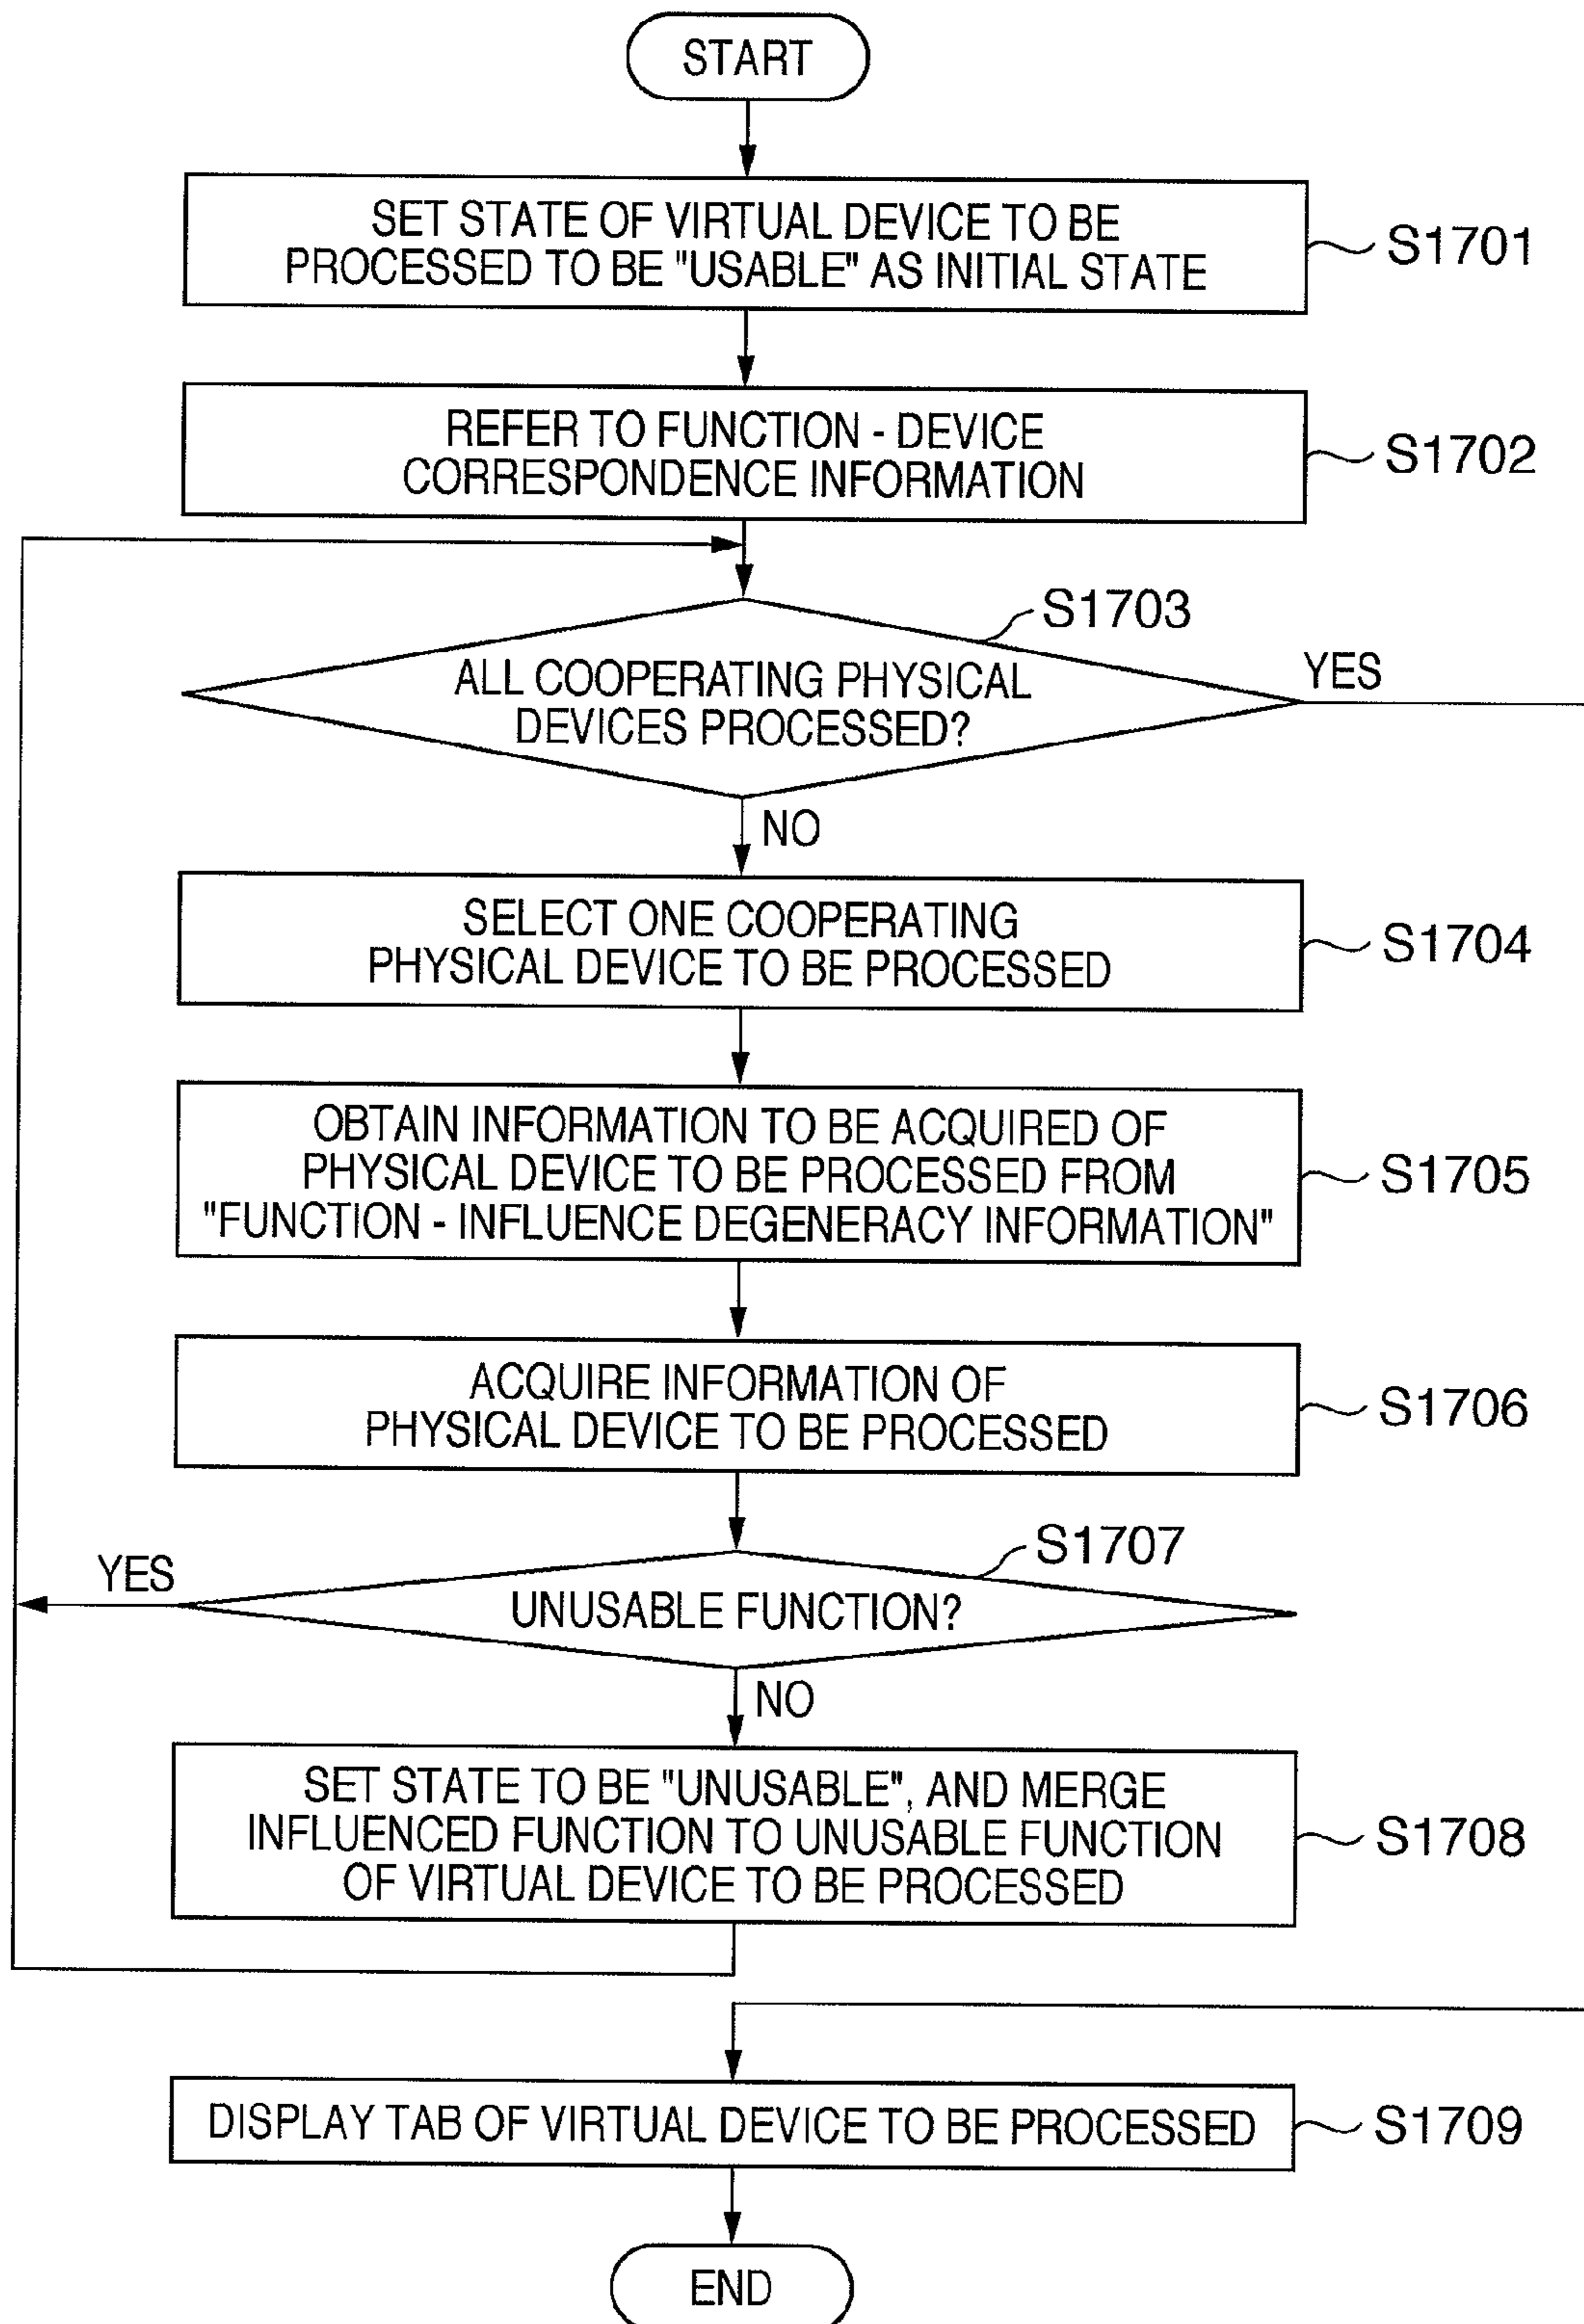 START
SET STATE OF VIRTUAL DEVICE TO BE
PROCESSED TO BE "USABLE" AS INITIAL STATE
S1701
REFER TO FUNCTION - DEVICE
CORRESPONDENCE INFORMATION
S1702
S1703
ALL COOPERATING PHYSICAL
DEVICES PROCESSED?
YES
NO
SELECT ONE COOPERATING
PHYSICAL DEVICE TO BE PROCESSED
S1704
OBTAIN INFORMATION TO BE ACQUIRED OF
PHYSICAL DEVICE TO BE PROCESSED FROM
"FUNCTION - INFLUENCE DEGENERACY INFORMATION"
S1705
ACQUIRE INFORMATION OF
PHYSICAL DEVICE TO BE PROCESSED
S1706
S1707
YES
UNUSABLE FUNCTION?
NO
SET STATE TO BE "UNUSABLE", AND MERGE
INFLUENCED FUNCTION TO UNUSABLE FUNCTION
OF VIRTUAL DEVICE TO BE PROCESSED
S1708
DISPLAY TAB OF VIRTUAL DEVICE TO BE PROCESSED
S1709
END